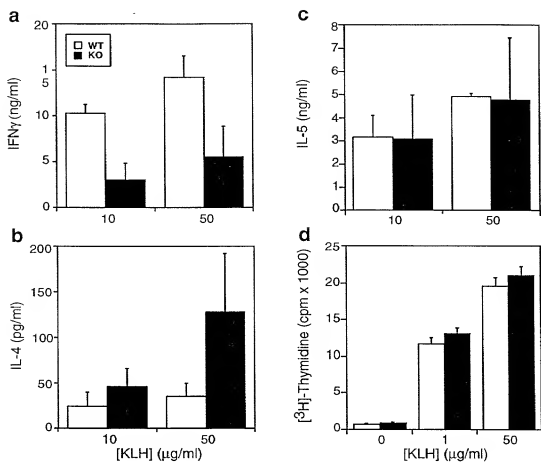 a
20
1
5
10
5
0
IFNγ (ng/ml)
WT
KO
10
50
b
200
150
100
50
0
IL-4 (pg/ml)
10
50
[KLH] (μg/ml)
c
8
7
6
5
4
3
2
1
0
IL-5 (ng/ml)
10
50
d
25
20
15
10
5
0
[³H]-Thymidine (cpm x 1000)
0
1
50
[KLH] (μg/ml)